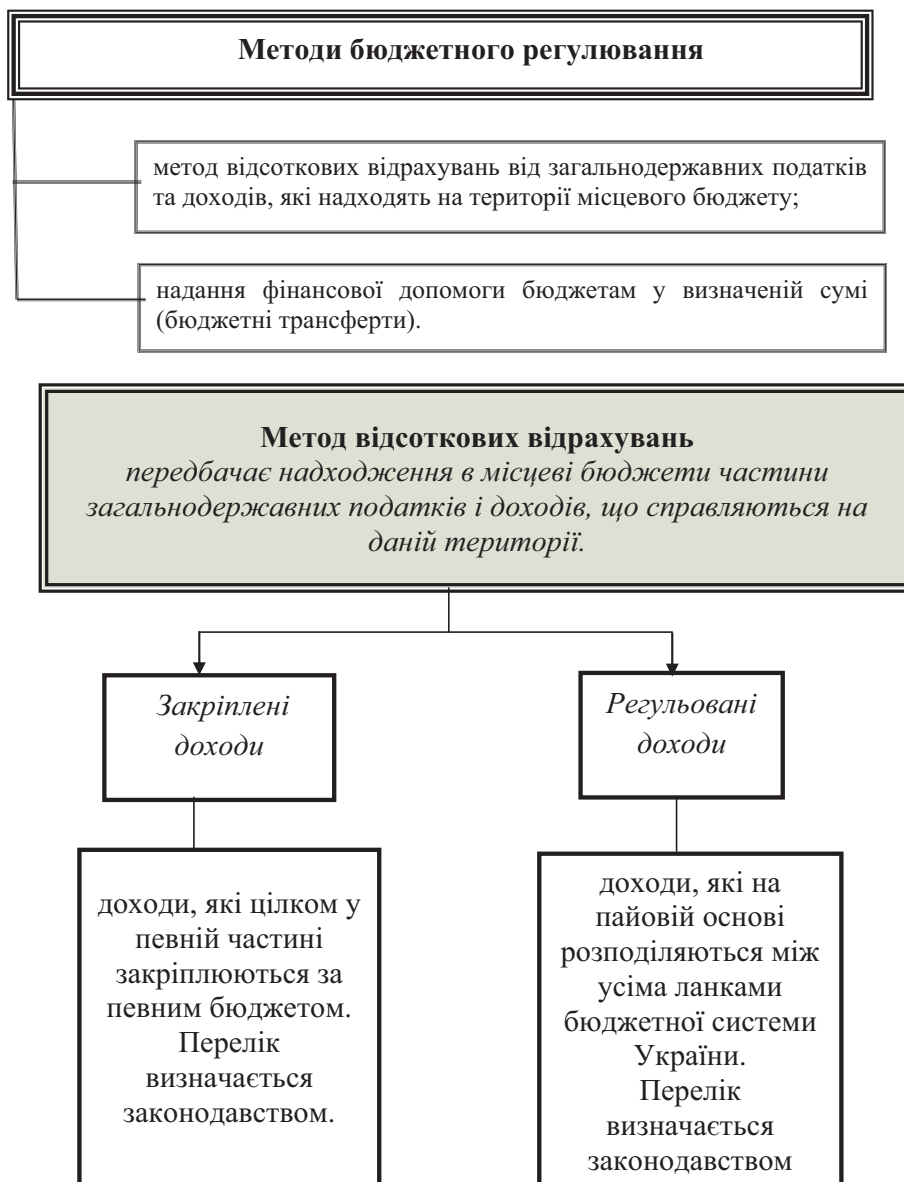 Методи бюджетного регулювання
метод відсоткових відрахувань від загальнодержавних податків
та доходів, які надходять на території місцевого бюджету;
надання фінансової допомоги бюджетам у визначеній сумі
(бюджетні трансферти).
Метод відсоткових відрахувань
передбачає надходження в місцеві бюджети частини
загальнодержавних податків і доходів, що справляються на
даній території.
Закріплені
доходи
Регульовані
доходи
доходи, які цілком у
певній частині
закріплюються за
певним бюджетом.
Перелік
визначається
законодавством.
доходи, які на
пайовій основі
розподіляються між
усіма ланками
бюджетної системи
України.
Перелік
визначається
законодавством